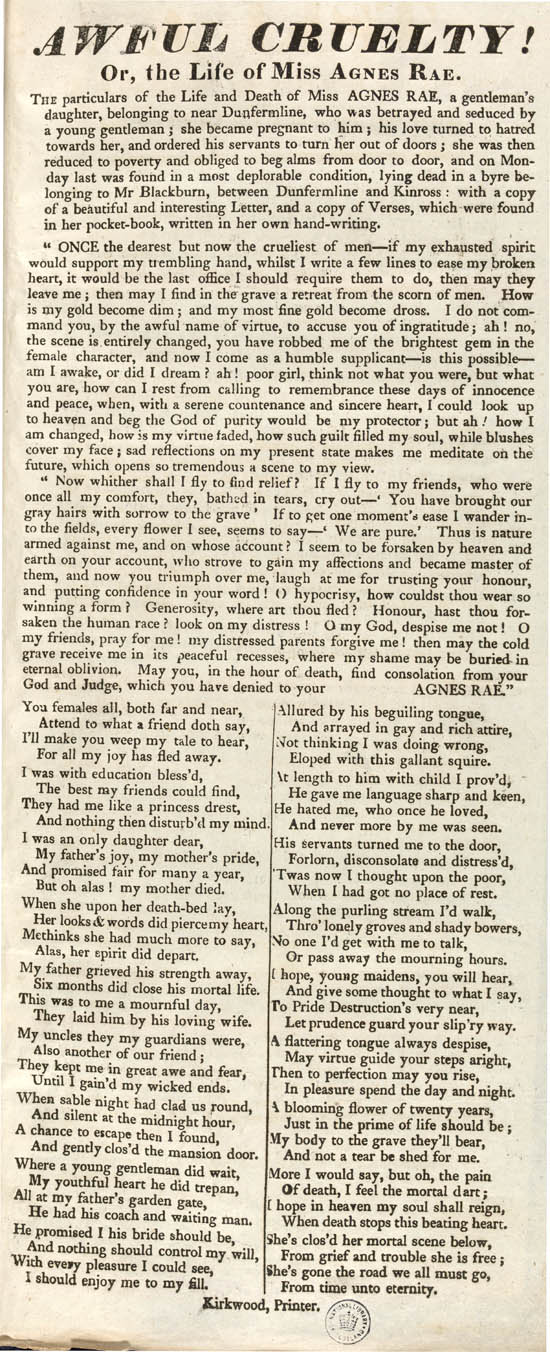 AWFUL CRUELTY!
Or, the Life of Miss AGNES RAE.
THE particulars of the Life and Death of Miss AGNES RAE, a gentleman's
daughter, belonging to near Dunfermline, who was betrayed and seduced by
a young gentleman; she became pregnant to him; his love turned to hatred
towards her, and ordered his servants to turn her out of doors; she was then
reduced to poverty and obliged to beg alms from door to door, and on Mon-
day last was found in a most deplorable condition, lying dead in a byre be-
longing to Mr Blackburn, between Dunfermline and Kinross: with a copy
of a beautiful and interesting Letter, and a copy of Verses, which were found
in her pocket-book, written in her own hand-writing.
" ONCE the dearest but now the crueliest of men—if my exhausted spirit
would support my trembling hand, whilst I write a few lines to ease my broken
heart, it would be the last office I should require them to do, then may they
leave me; then may I find in the grave a retreat from the scorn of men. How
is my gold become dim; and my most fine gold become dross. I do not com-
mand you, by the awful name of virtue, to accuse you of ingratitude; ah! no,
the scene is entirely changed, you have robbed me of the brightest gem in the
female character, and now I come as a humble supplicant—is this possible—
am I awake, or did I dream? ah! poor girl, think not what you were, but what
you are, how can I rest from calling to remembrance these days of innocence
and peace, when, with a serene countenance and sincere heart, I could look up
to heaven and beg the God of purity would be my protector; but ah! how I
am changed, how is my virtue faded, how such guilt filled my soul, while blushes
cover my face; sad reflections on my present state makes me meditate on the
future, which opens so tremendous a scene to my view.
" Now whither shall I fly to find relief? If I fly to my friends, who were
once all my comfort, they, bathed in tears, cry out—' You have brought our
gray hairs with sorrow to the grave' If to get one moment's ease I wander in-
to the fields, every flower I see, seems to say—' We are pure.' Thus is nature
armed against me, and on whose account? I seem to be forsaken by heaven and
earth on your account, who strove to gain my affections and became master of
them, and now you triumph over me, laugh at me for trusting your honour,
and putting confidence in your word! O hypocrisy, how couldst thou wear so
winning a form? Generosity, where art thou fled? Honour, hast thou for-
saken the human race? look on my distress! O my God, despise me not! O
my friends, pray for me! my distressed parents forgive me! then may the cold
grave receive me in its peaceful recesses, where my shame may be buried in
eternal oblivion. May you, in the hour of death, find consolation from your
God and Judge, which you have denied to your AGNES RAE."
You females all, both far and near,
Attend to what a friend doth say,
I'll make you weep my tale to hear,
For all my joy has fled away.
I was with education bless'd,
The best my friends could find,
They had me like a princess drest,
And nothing then disturb'd my mind.
I was an only daughter dear,
My father's joy, my mother's pride,
And promised fair for many a year,
But oh alas! my mother died.
When she upon her death-bed lay,
Her looks & words did pierce my heart,
Methinks she had much more to say,
Alas, her spirit did depart.
My father grieved his strength away,
Six months did close his mortal life.
This was to me a mournful day,
They laid him by his loving wife.
My uncles they my guardians were,
Also another of our friend;
They kept me in great awe and fear,
Until I gain'd my wicked ends.
When sable night had clad us round,
And silent at the midnight hour,
A chance to escape then I found,
And gently clos'd the mansion door.
Where a young gentleman did wait,
My youthful heart he did trepan,
All at my father's garden gate,
He had his coach and waiting man.
He promised I his bride should be,
And nothing should control my will,
With every pleasure I could see,
I should enjoy me to my fill.
Allured by his beguiling tongue,
And arrayed in gay and rich attire,
Not thinking I was doing wrong,
Eloped with this gallant squire.
At length to him with child I prov'd,
He gave me language sharp and keen,
He hated me, who once he loved,
And never more by me was seen.
His servants turned me to the door,
Forlorn, disconsolate and distress'd,
'Twas now I thought upon the poor,
When I had got no place of rest.
Along the purling stream I'd walk,
Thro' lonely groves and shady bowers,
No one I'd get with me to talk,
Or pass away the mourning hours.
I hope, young maidens, you will hear,
And give some thought to what I say,
To Pride Destruction's very near,
Let prudence guard your slip'ry way.
A flattering tongue always despise,
May virtue guide your steps aright,
Then to perfection may you rise,
In pleasure spend the day and night.
A blooming flower of twenty years,
Just in the prime of life should be;
My body to the grave they'll bear,
And not a tear be shed for me.
More I would say, but oh, the pain
Of death, I feel the mortal dart;
I hope in heaven my soul shall reign,
When death stops this beating heart.
She's clos'd her mortal scene below,
From grief and trouble she is free;
She's gone the road we all must go,
From time unto eternity.
Kirkwood, Printer.